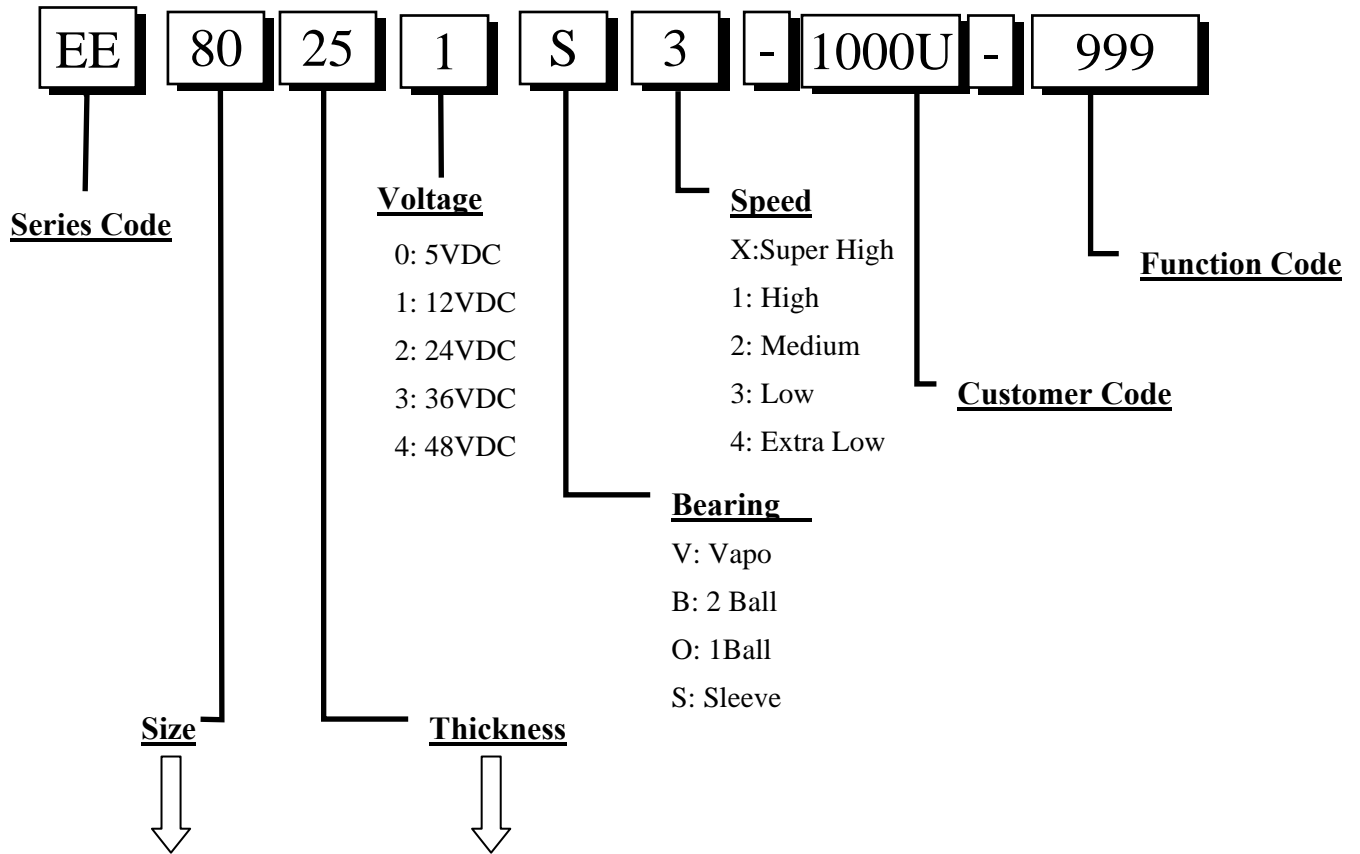 EE 80 25 1 S 3 - 1000U - 999
Series Code
Voltage
0: 5VDC
1: 12VDC
2: 24VDC
3: 36VDC
4: 48VDC
Speed
X:Super High
1: High
2: Medium
3: Low
4: Extra Low
Function Code
Customer Code
Bearing
V: Vapo
B: 2 Ball
O: 1Ball
S: Sleeve
Size
Thickness